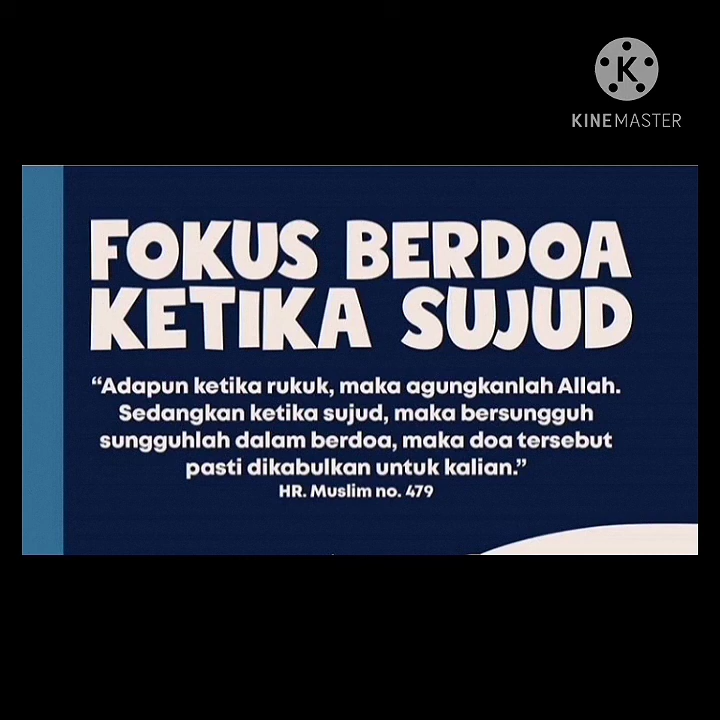 K
KINEMASTER
FOKUS BERDOA
KETIKA SUJUD
“Adapun ketika rukuk, maka agungkanlah Allah.
Sedangkan ketika sujud, maka bersungguh
sungguhlah dalam berdoa, maka doa tersebut
pasti dikabulkan untuk kalian.”
HR. Muslim no. 479